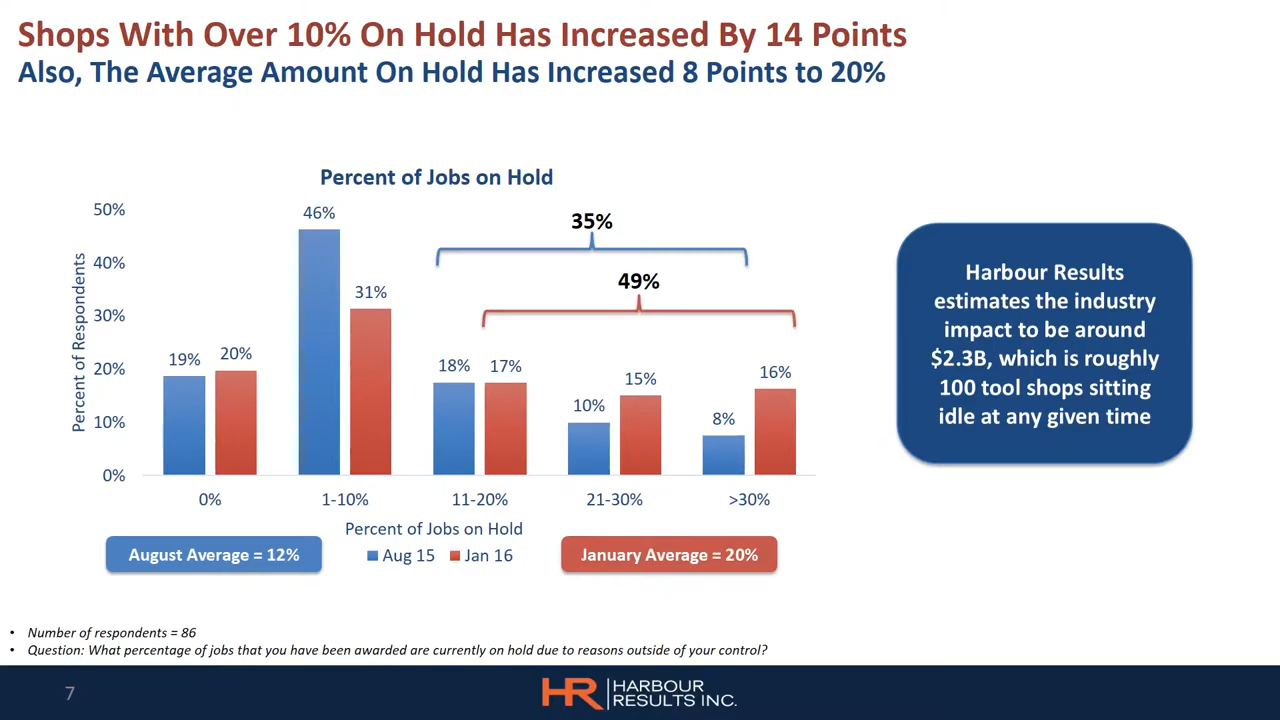 Shops With Over 10% On Hold Has Increased By 14 Points
Also, The Average Amount On Hold Has Increased 8 Points to 20%
Percent of Jobs on Hold
Percent of Respondents
50%
40%
30%
20%
10%
0%
19%
20%
46%
31%
18%
17%
10%
15%
8%
16%
35%
49%
0%
1-10%
11-20%
21-30%
>30%
Percent of Jobs on Hold
August Average = 12%
Aug 15
Jan 16
January Average = 20%
Harbour Results
estimates the industry
impact to be around
$2.3B, which is roughly
100 tool shops sitting
idle at any given time
• Number of respondents = 86
• Question: What percentage of jobs that you have been awarded are currently on hold due to reasons outside of your control?
7
HR
HARBOUR
RESULTS INC.